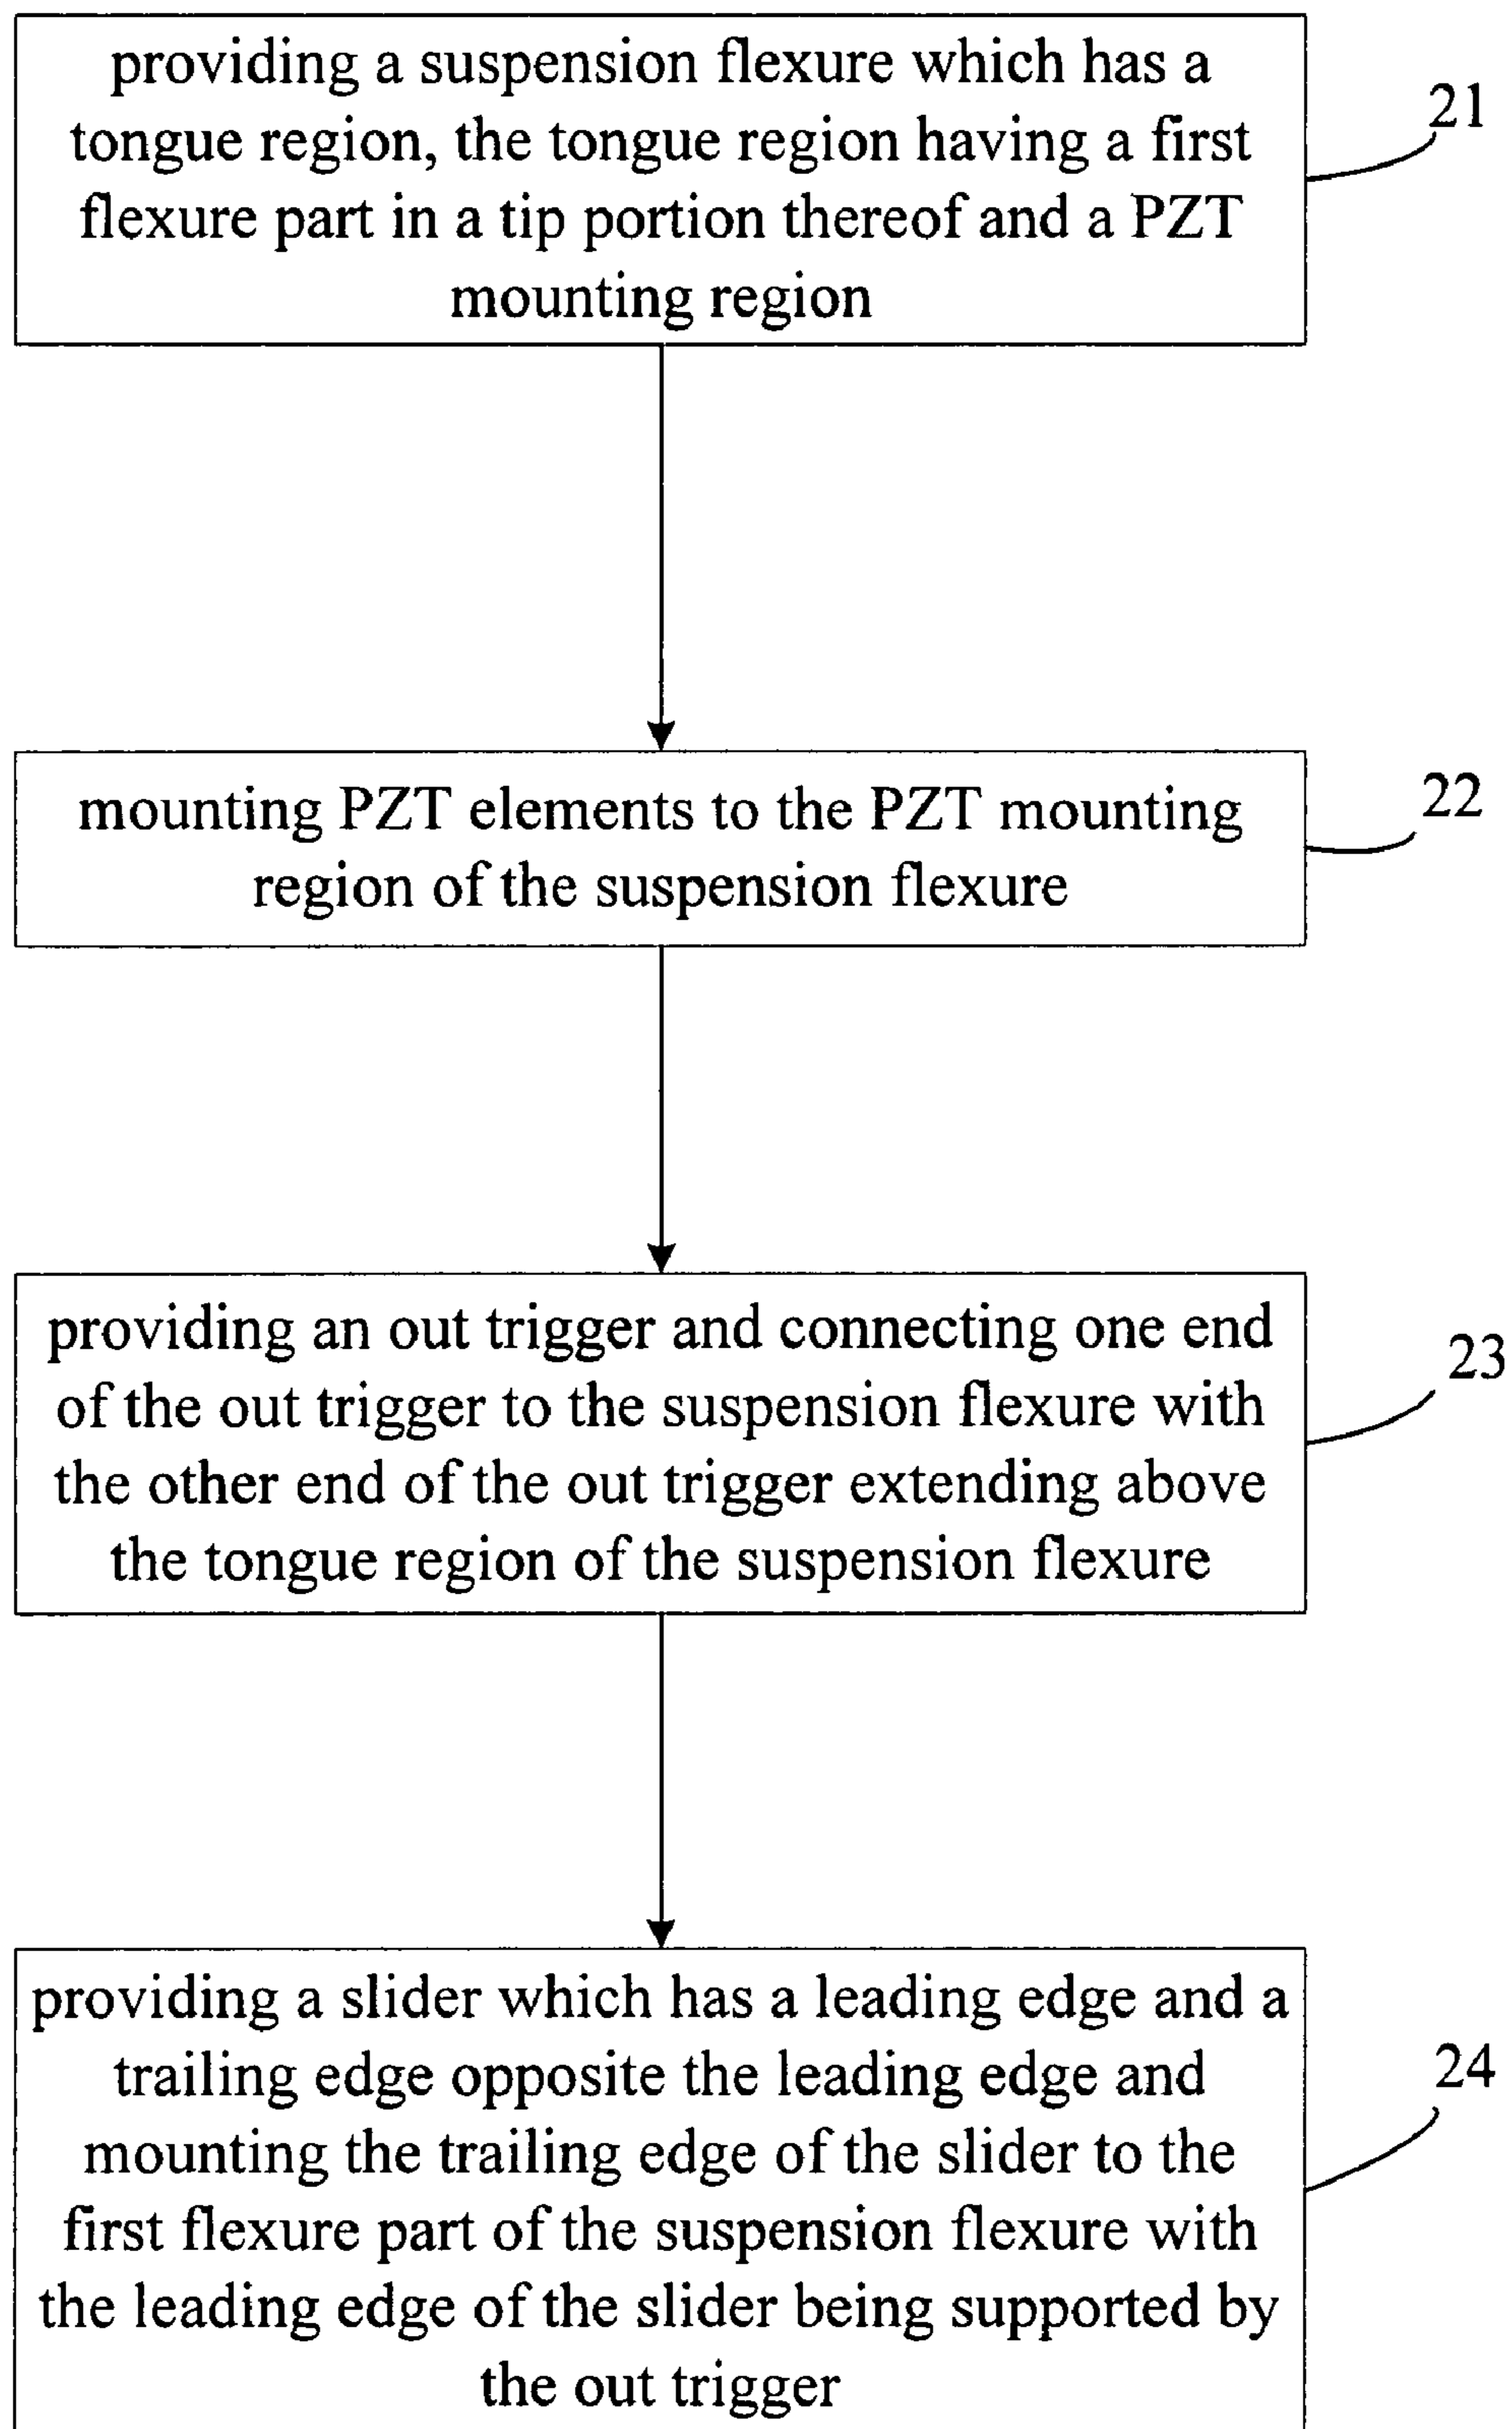 providing a suspension flexure which has a
tongue region, the tongue region having a first
flexure part in a tip portion thereof and a PZT
mounting region
21
mounting PZT elements to the PZT mounting
region of the suspension flexure
22
providing an out trigger and connecting one end
of the out trigger to the suspension flexure with
the other end of the out trigger extending above
the tongue region of the suspension flexure
23
providing a slider which has a leading edge and a
trailing edge opposite the leading edge and
mounting the trailing edge of the slider to the
first flexure part of the suspension flexure with
the leading edge of the slider being supported by
the out trigger
24